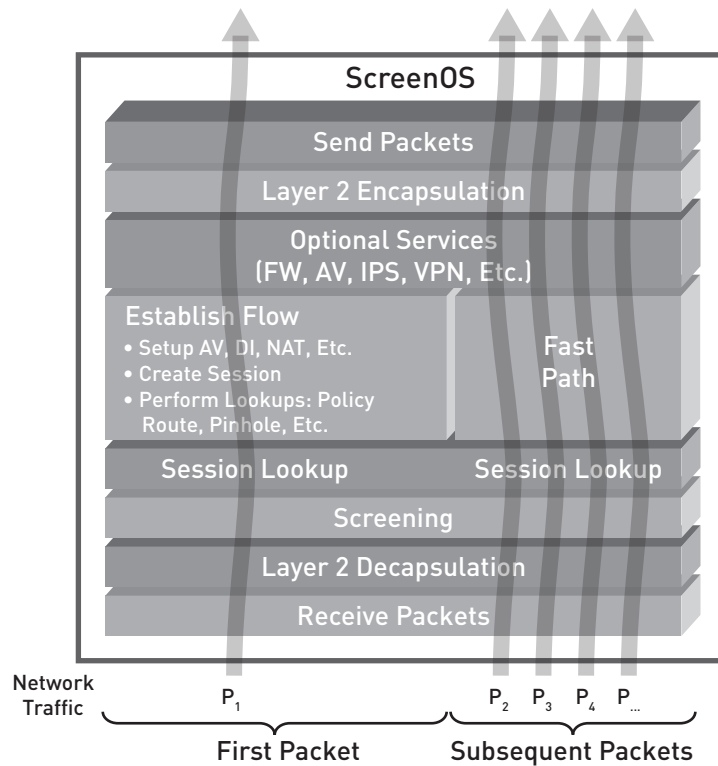 ScreenOS
Send Packets
Layer 2 Encapsulation
Optional Services
(FW, AV, IPS, VPN, Etc.)
Establish Flow
• Setup AV, DI, NAT, Etc.
• Create Session
• Perform Lookups: Policy
Route, Pinhole, Etc.
Fast
Path
Session Lookup
Session Lookup
Screening
Layer 2 Decapsulation
Receive Packets
Network
Traffic
P1
P2
P3
P4
P...
First Packet
Subsequent Packets